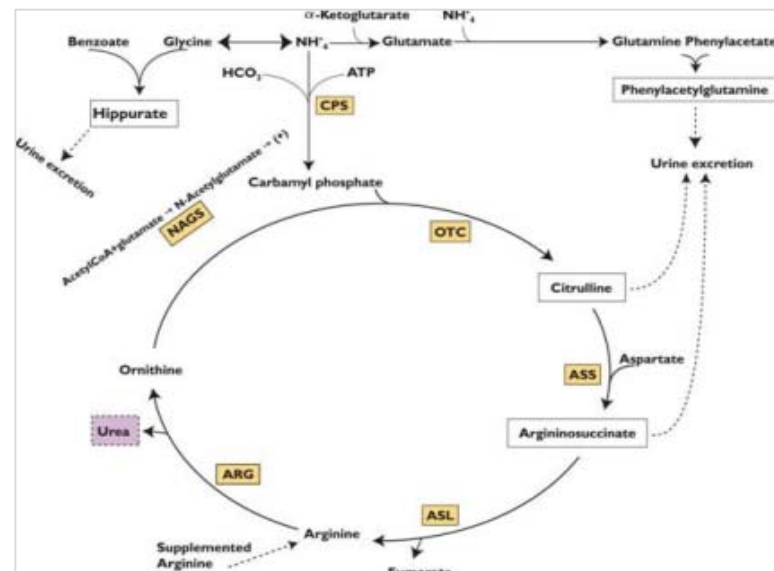 α-Ketoglutarate
NH⁺₄
Benzoate Glycine NH⁺₄ Glutamate Glutamine Phenylacetate
HCO₃ ATP
CPS
Hippurate
Phenylacetylglutamine
Urine excretion
Urine excretion
AcetylCoA+glutamate → N-Acetylglutamate → (+)
NAGS
Carbamyl phosphate
OTC
Citrulline
Ornithine
Aspartate
ASS
Urea
Argininosuccinate
ARG
ASL
Arginine
Supplemented
Arginine
Fumarate